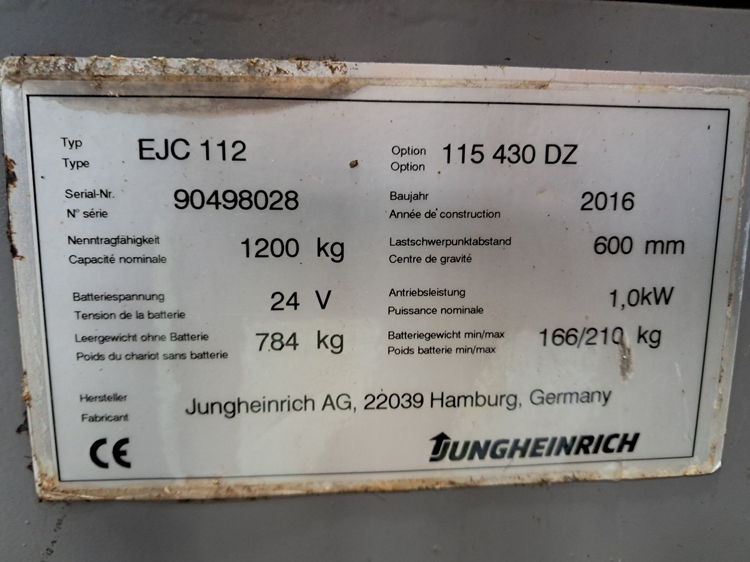 Typ
Type
EJC 112
Option
Option
115 430 DZ
Serial-Nr.
N° série
90498028
Baujahr
Année de construction
2016
Nenntragfähigkeit
Capacité nominale
1200 kg
Lastschwerpunktabstand
Centre de gravité
600 mm
Batteriespannung
Tension de la batterie
24 V
Antriebsleistung
Puissance nominale
1,0kW
Leergewicht ohne Batterie
Poids du chariot sans batterie
784 kg
Batteriegewicht min/max
Poids batterie min/max
166/210 kg
Hersteller
Fabricant
Jungheinrich AG, 22039 Hamburg, Germany
CE
JUNGHEINRICH